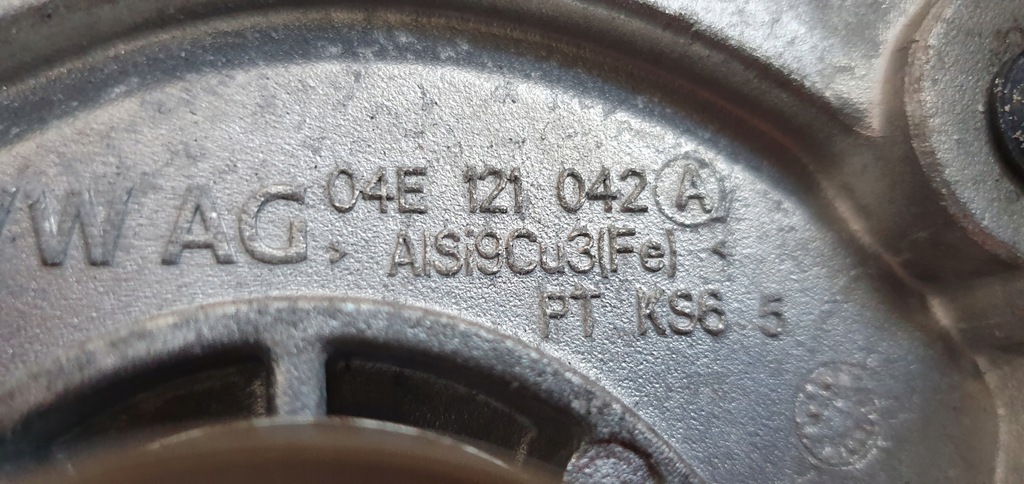 VW AG
04E 121 042 A
> AlSi9Cu3(Fe) <
PT KS6 5